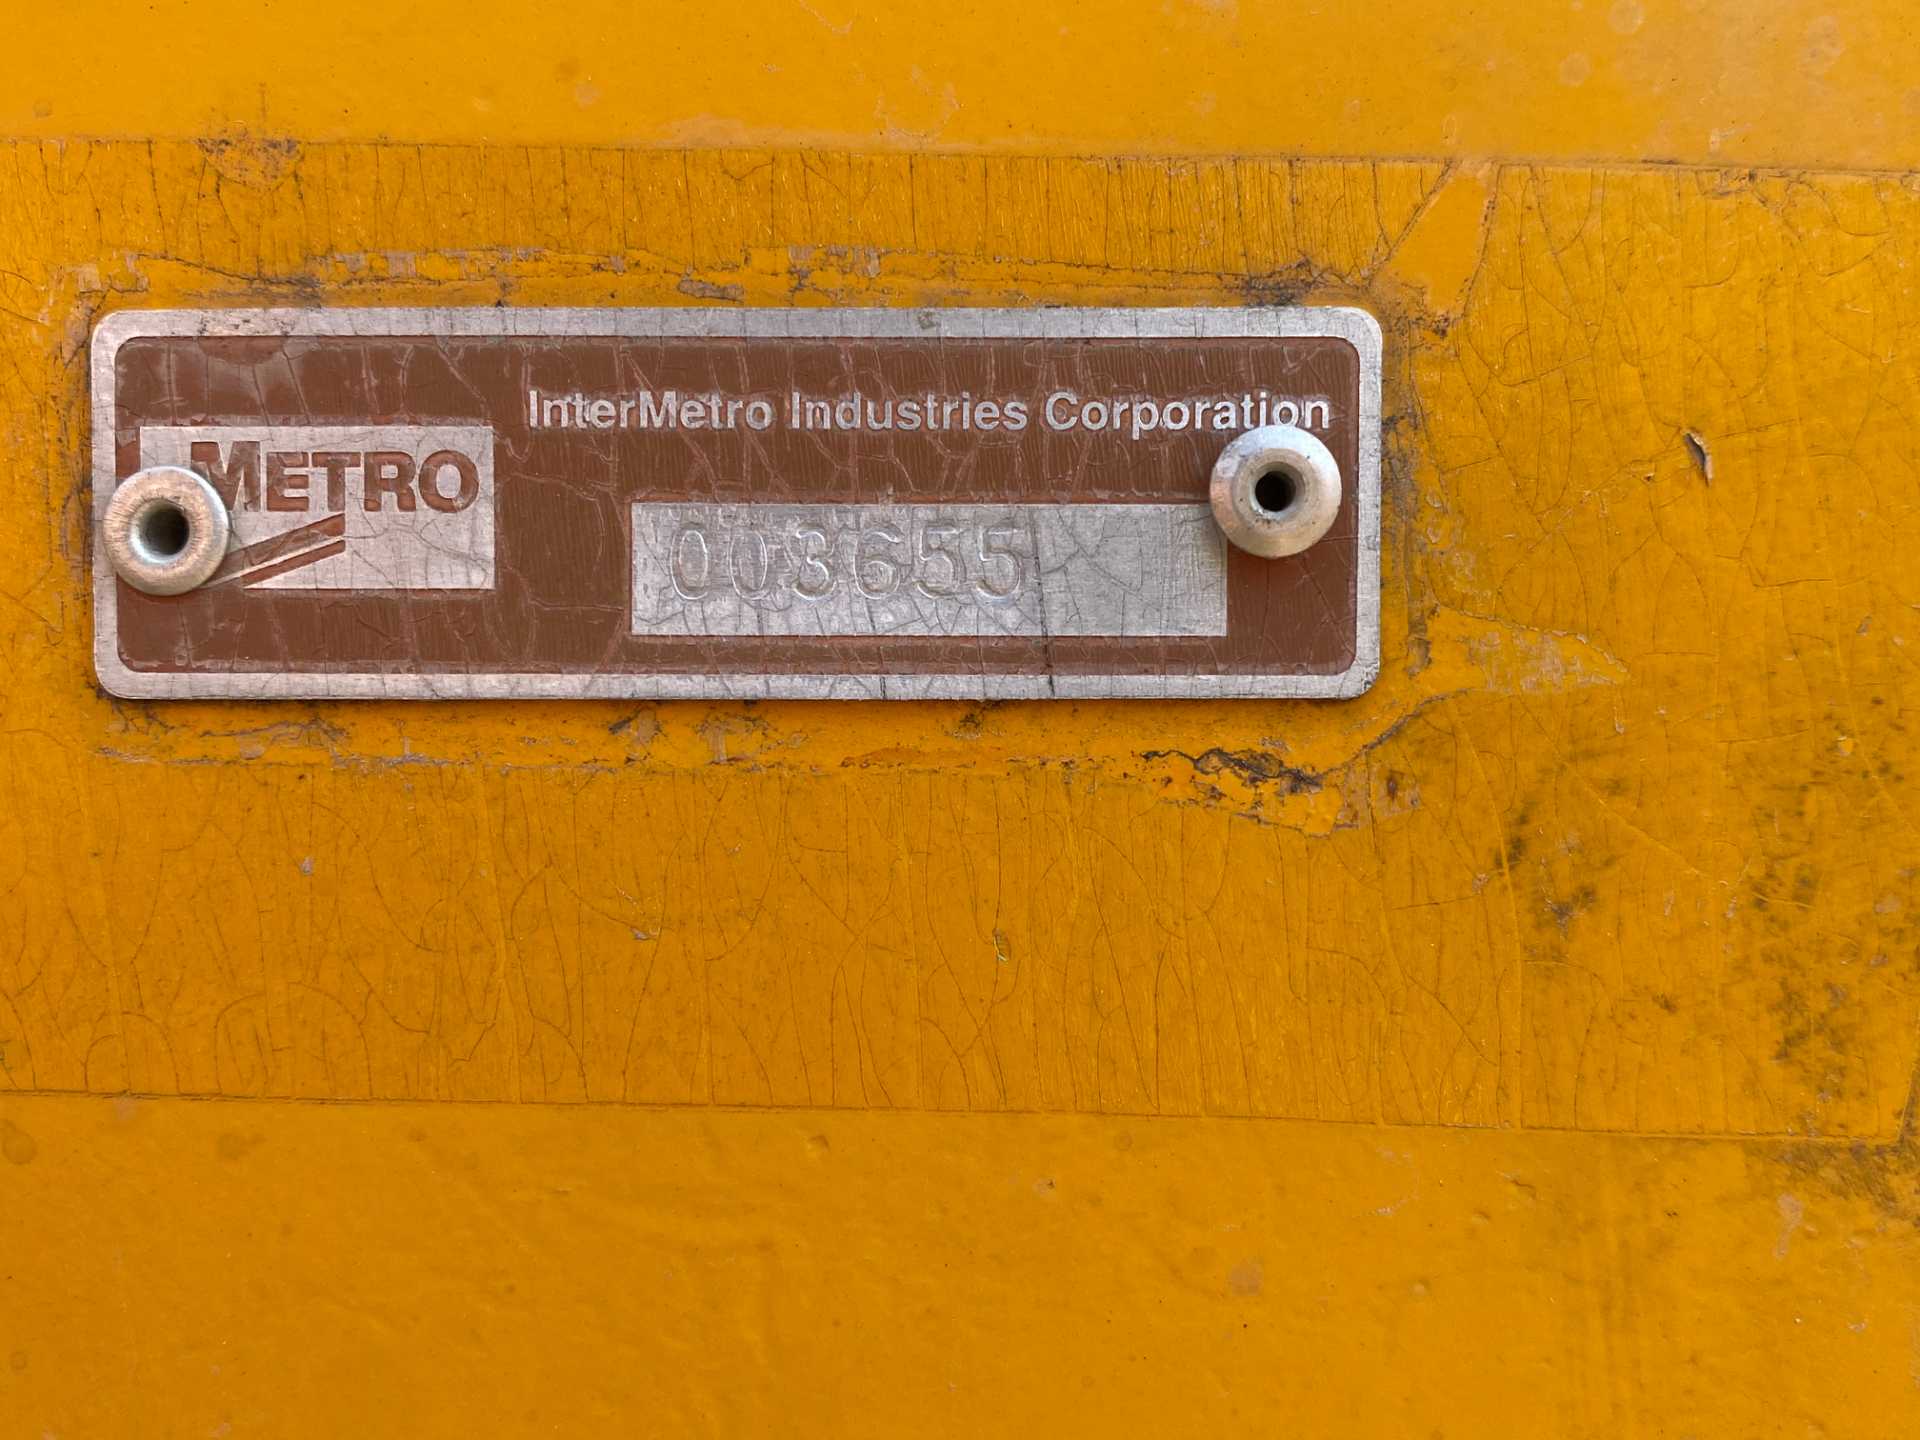 InterMetro Industries Corporation
METRO
003655